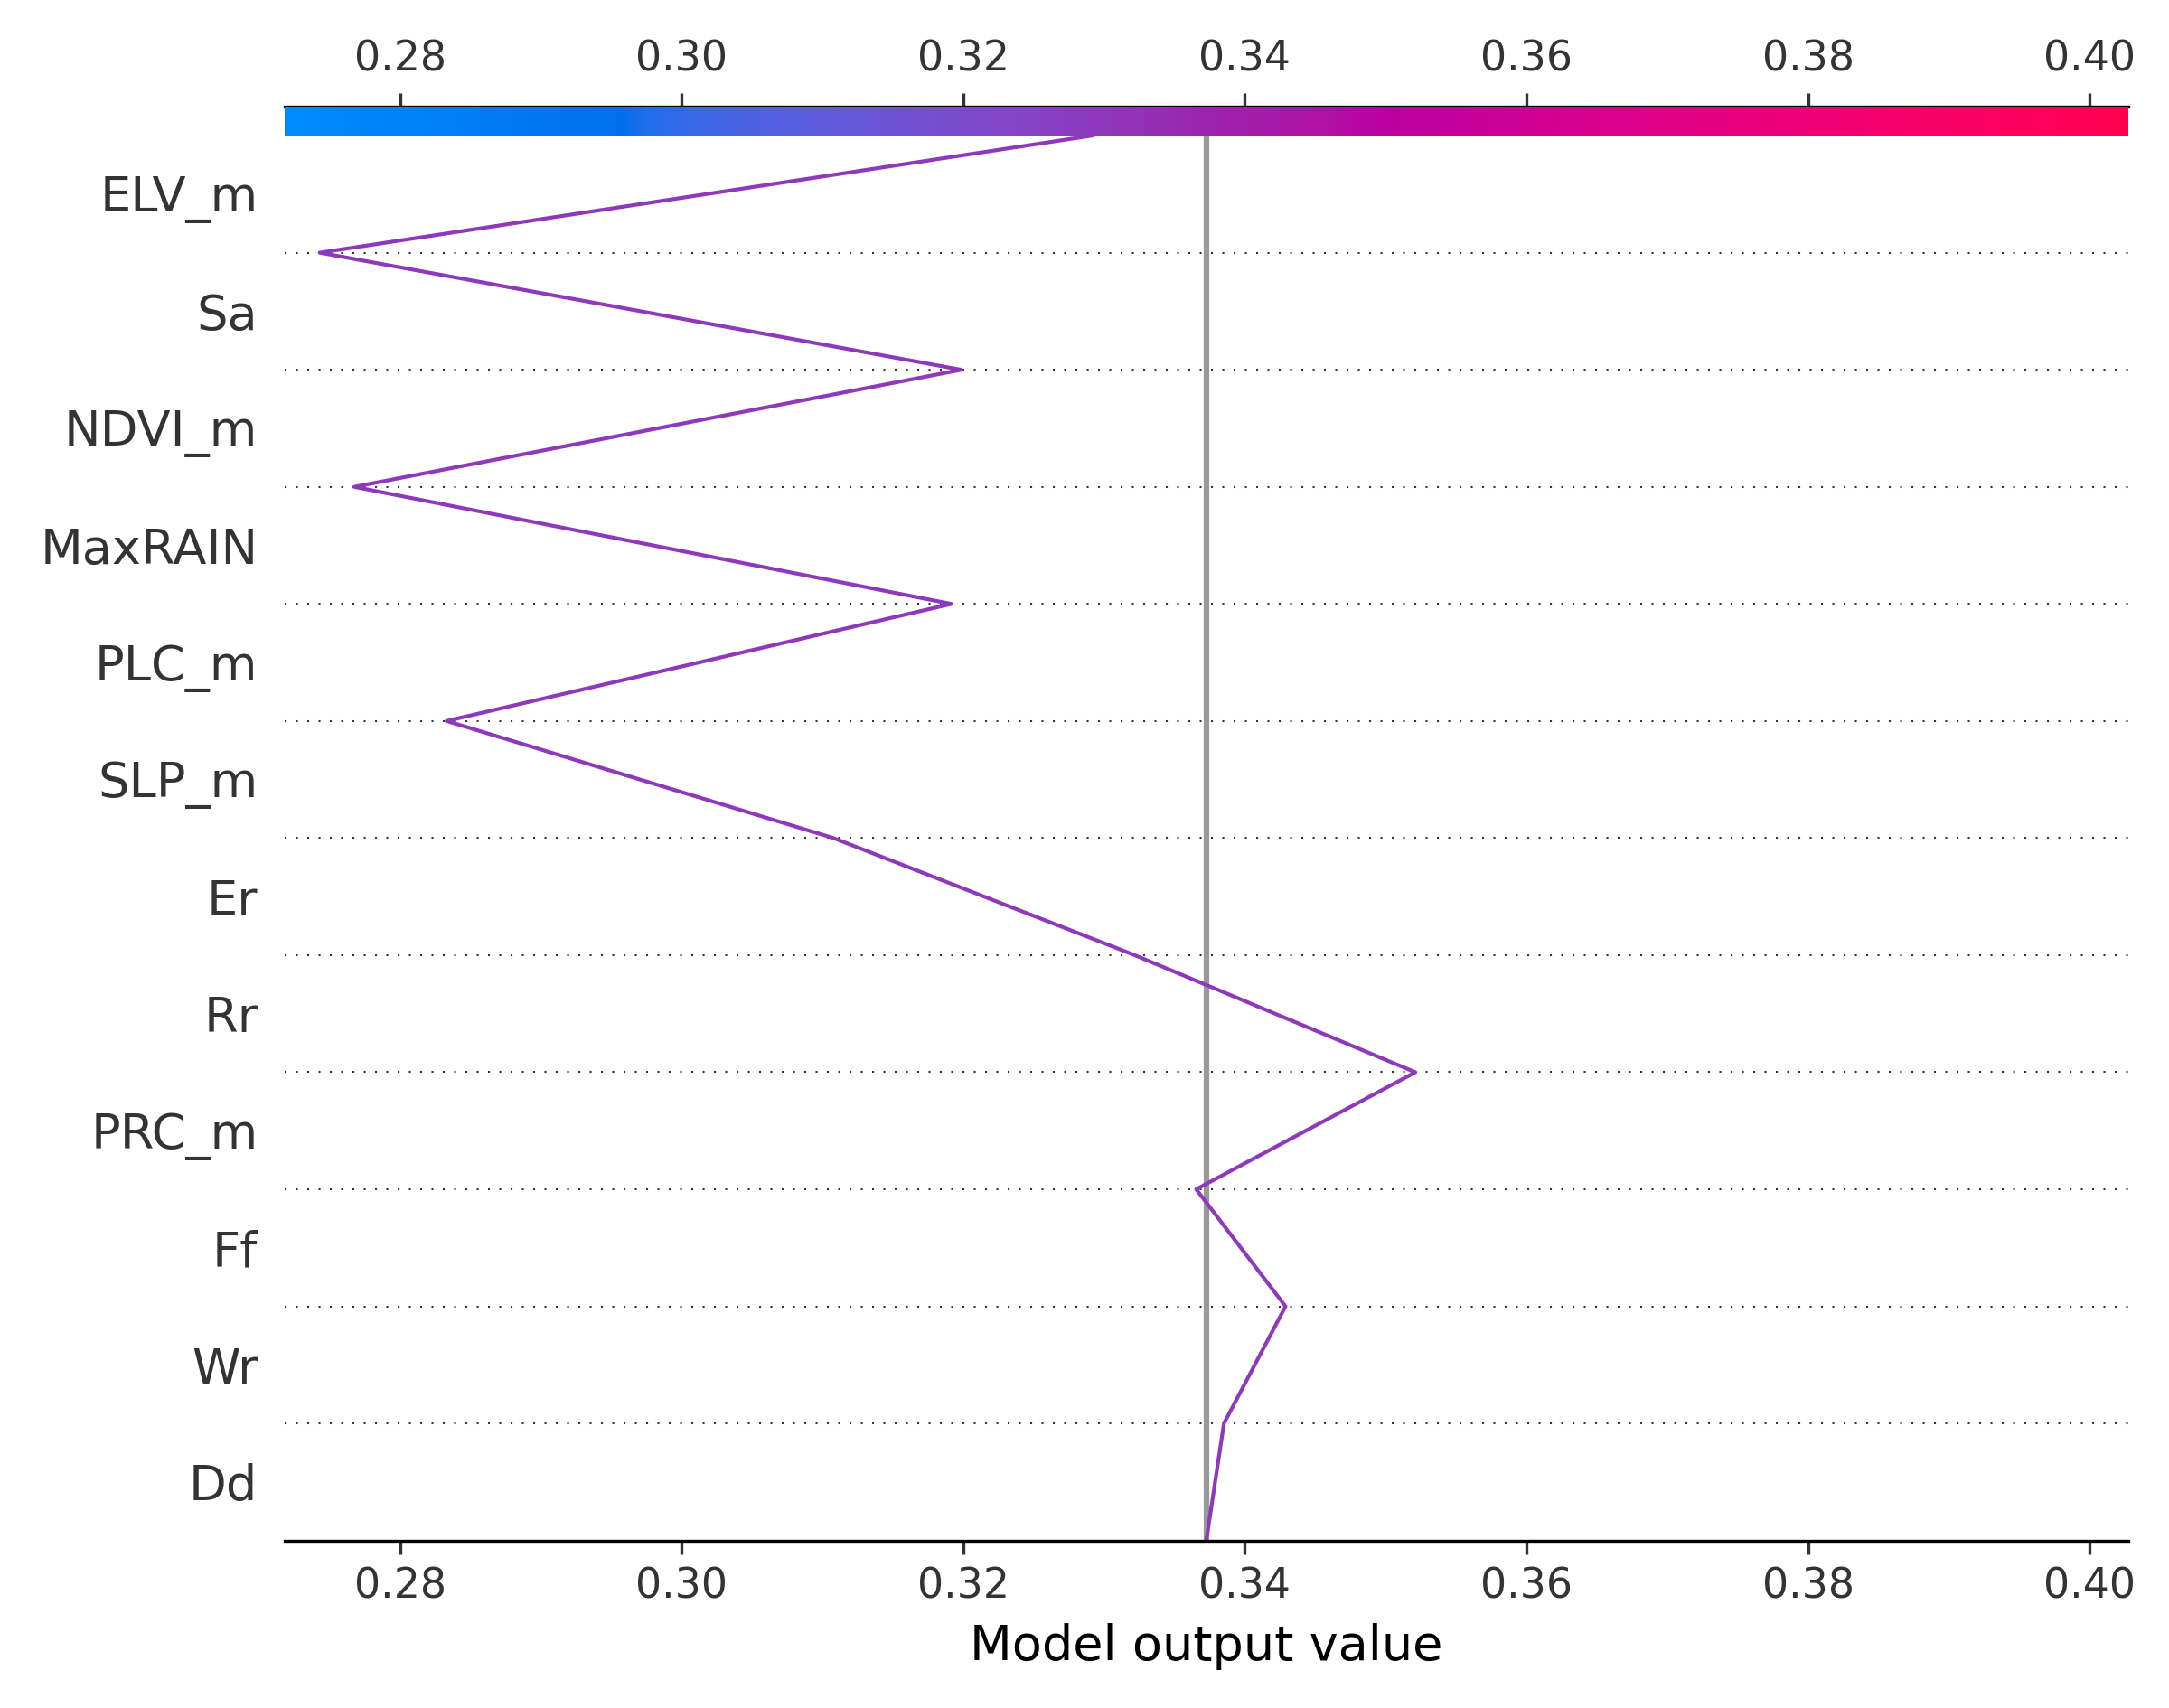 0.28 0.30 0.32 0.34 0.36 0.38 0.40
ELV_m
Sa
NDVI_m
MaxRAIN
PLC_m
SLP_m
Er
Rr
PRC_m
Ff
Wr
Dd
0.28 0.30 0.32 0.34 0.36 0.38 0.40
Model output value